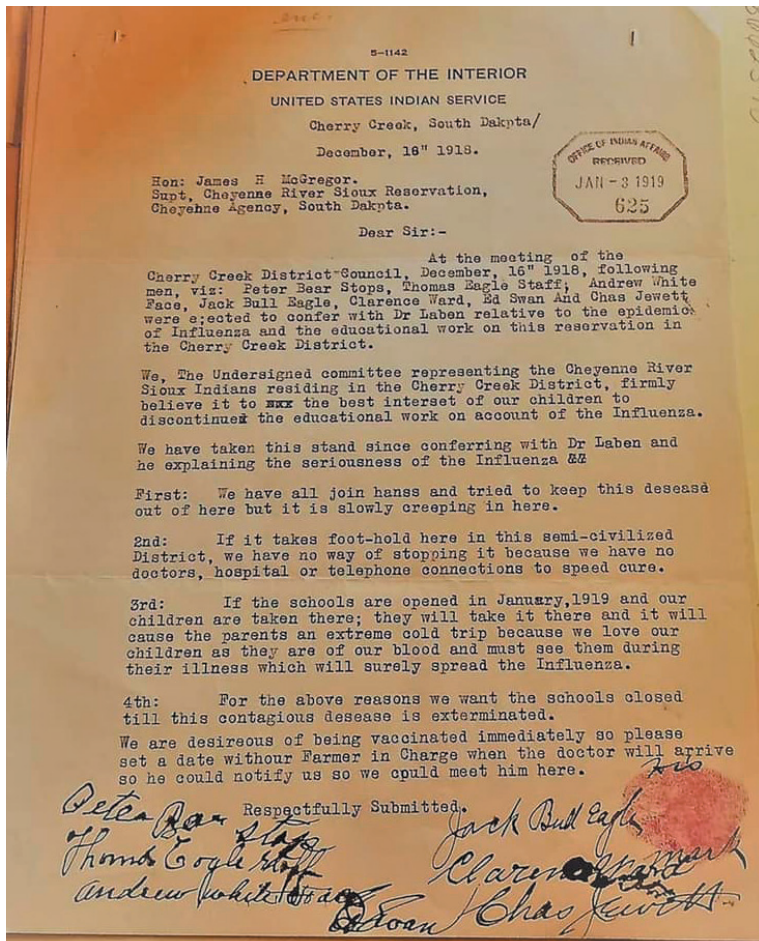 5-1142
DEPARTMENT OF THE INTERIOR
UNITED STATES INDIAN SERVICE
Cherry Creek, South Dakpta/
December, 18" 1918.
OFFICE OF INDIAN AFFAIRS
RECEIVED
JAN - 3 1919
625
Hon: James H McGregor.
Supt, Cheyenne River Sioux Reservation,
Cheyehne Agency, South Dakpta.
Dear Sir:-
At the meeting of the
Cherry Creek District Council, December, 16" 1918, following
men, viz: Peter Bear Stops, Thomas Eagle Staff; Andrew White
Face, Jack Bull Eagle, Clarence Ward, Ed Swan And Chas Jewett
were e;ected to confer with Dr Laben relative to the epidemic
of Influenza and the educational work on this reservation in
the Cherry Creek District.
We, The Undersigned committee representing the Cheyenne River
Sioux Indians residing in the Cherry Creek District, firmly
believe it to xxx the best interset of our children to
discontinue the educational work on account of the Influenza.
We have taken this stand since conferring with Dr Laben and
he explaining the seriousness of the Influenza &&
First: We have all join hanss and tried to keep this desease
out of here but it is slowly creeping in here.
2nd: If it takes foot-hold here in this semi-civilized
District, we have no way of stopping it because we have no
doctors, hospital or telephone connections to speed cure.
3rd: If the schools are opened in January,1919 and our
children are taken there; they will take it there and it will
cause the parents an extreme cold trip because we love our
children as they are of our blood and must see them during
their illness which will surely spread the Influenza.
4th: For the above reasons we want the schools closed
till this contagious desease is exterminated.
We are desireous of being vaccinated immediately so please
set a date withour Farmer in Charge when the doctor will arrive
so he could notify us so we cpuld meet him here.
Respectfully Submitted.
his
Peter Bear Stops
Jack Bull Eagle
mark
Thomas Eagle Staff
Clarence Ward
Andrew White Face
Ed Swan
Chas Jewett